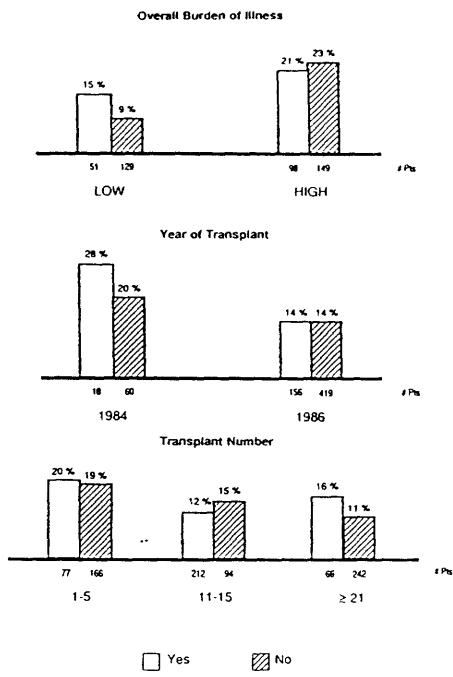 Overall Burden of Illness
21 % 23 %
15 %
9 %
51 129 98 149 # Pts
LOW HIGH
Year of Transplant
28 %
20 %
14 % 14 %
18 60 156 419 # Pts
1984 1986
Transplant Number
20 % 19 % 12 % 15 % 16 % 11 %
77 166 212 94 66 242 # Pts
1-5 11-15 ≥ 21
Yes No